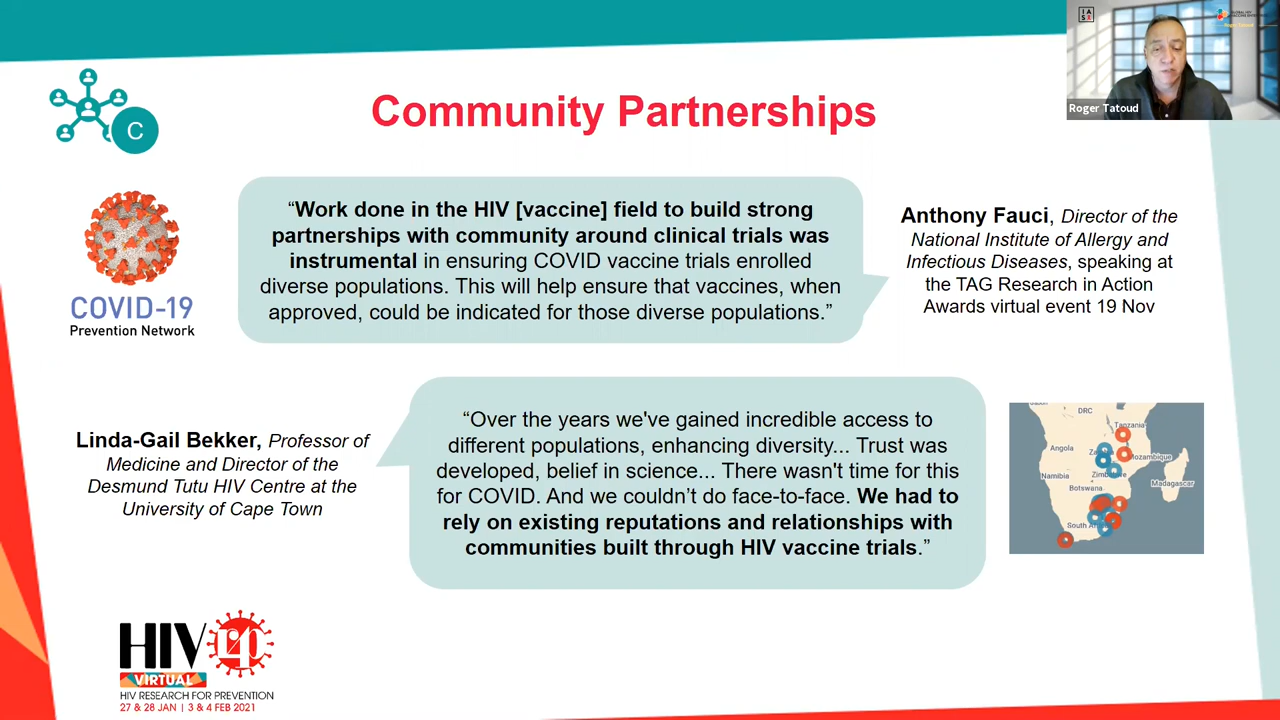 IAS
Roger Tatoud
C
Community Partnerships
COVID-19
Prevention Network
“Work done in the HIV [vaccine] field to build strong
partnerships with community around clinical trials was
instrumental in ensuring COVID vaccine trials enrolled
diverse populations. This will help ensure that vaccines, when
approved, could be indicated for those diverse populations.”
Anthony Fauci, Director of the
National Institute of Allergy and
Infectious Diseases, speaking at
the TAG Research in Action
Awards virtual event 19 Nov
Linda-Gail Bekker, Professor of
Medicine and Director of the
Desmund Tutu HIV Centre at the
University of Cape Town
“Over the years we've gained incredible access to
different populations, enhancing diversity... Trust was
developed, belief in science... There wasn't time for this
for COVID. And we couldn’t do face-to-face. We had to
rely on existing reputations and relationships with
communities built through HIV vaccine trials.”
DRC
Tanzania
Angola
Mozambique
Namibia
Botswana
Madagascar
HIV r4p
VIRTUAL
HIV RESEARCH FOR PREVENTION
27 & 28 JAN | 3 & 4 FEB 2021